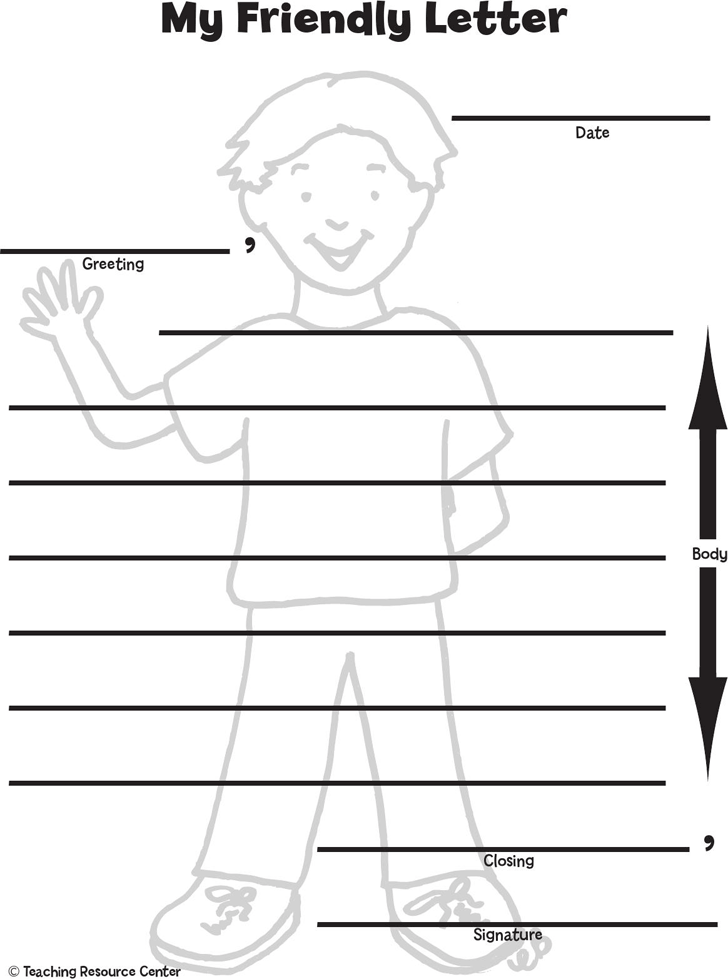 My Friendly Letter
Date
,
Greeting
Body
,
Closing
Signature
© Teaching Resource Center